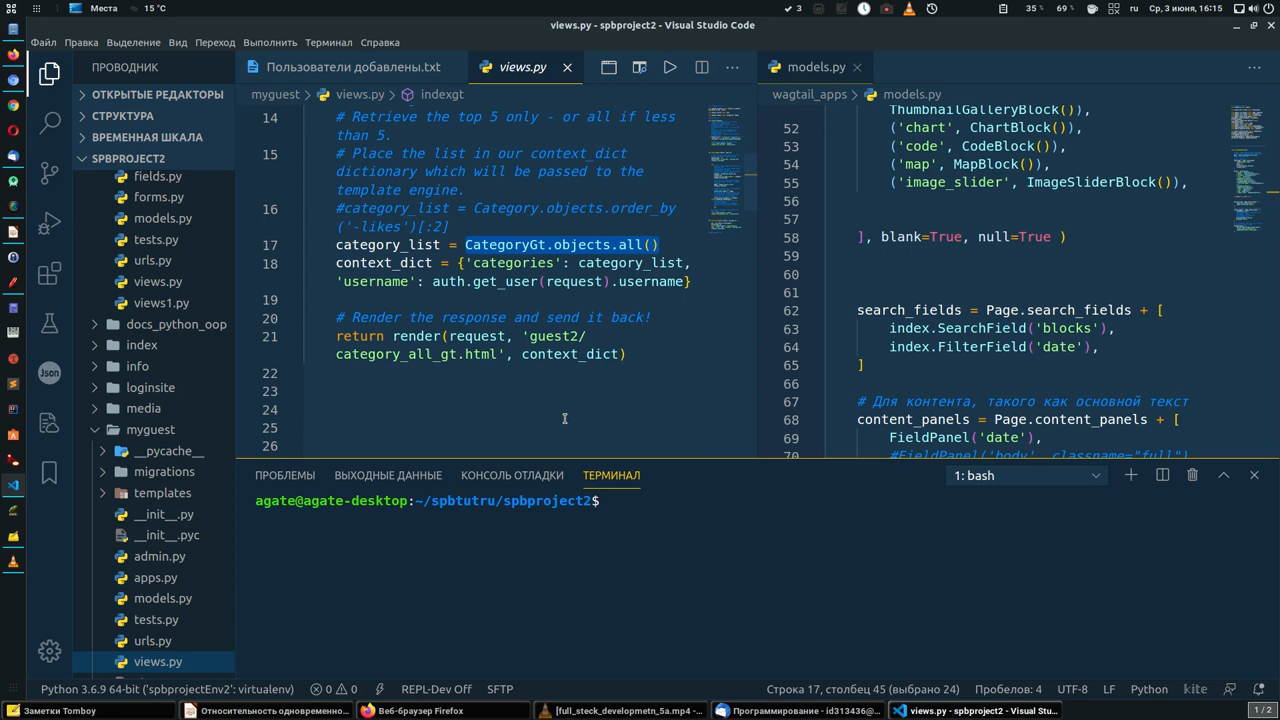 Места
15 °C
3
35 %
69 %
ru
Ср, 3 июня, 16:15
views.py - spbproject2 - Visual Studio Code
Файл Правка Выделение Вид Переход Выполнить Терминал Справка
ПРОВОДНИК
ОТКРЫТЫЕ РЕДАКТОРЫ
СТРУКТУРА
ВРЕМЕННАЯ ШКАЛА
SPBPROJECT2
fields.py
forms.py
models.py
tests.py
urls.py
views.py
views1.py
docs_python_oop
index
info
loginsite
media
myguest
__pycache__
migrations
templates
__init__.py
__init__.pyc
admin.py
apps.py
models.py
tests.py
urls.py
views.py
Json
Пользователи добавлены.txt
views.py
myguest > views.py > indexgt
14 # Retrieve the top 5 only - or all if less
than 5.
15 # Place the list in our context_dict
dictionary which will be passed to the
template engine.
16 #category_list = Category.objects.order_by
('-likes')[:2]
17 category_list = CategoryGt.objects.all()
18 context_dict = {'categories': category_list,
'username': auth.get_user(request).username}
19
20 # Render the response and send it back!
21 return render(request, 'guest2/
category_all_gt.html', context_dict)
22
23
24
25
26
models.py
wagtail_apps > models.py
ThumbnailGalleryBlock()),
52 ('chart', ChartBlock()),
53 ('code', CodeBlock()),
54 ('map', MapBlock()),
55 ('image_slider', ImageSliderBlock()),
56
57
58 ], blank=True, null=True )
59
60
61
62 search_fields = Page.search_fields + [
63 index.SearchField('blocks'),
64 index.FilterField('date'),
65 ]
66
67 # Для контента, такого как основной текст
68 content_panels = Page.content_panels + [
69 FieldPanel('date'),
70 #FieldPanel('body', classname="full")
ПРОБЛЕМЫ ВЫХОДНЫЕ ДАННЫЕ КОНСОЛЬ ОТЛАДКИ ТЕРМИНАЛ
1: bash
agate@agate-desktop:~/spbtutru/spbproject2$
Python 3.6.9 64-bit ('spbprojectEnv2': virtualenv) 0 0 REPL-Dev Off SFTP
Строка 17, столбец 45 (выбрано 24) Пробелов: 4 UTF-8 LF Python kite
Заметки Tomboy
Относительность одновременно...
Веб-браузер Firefox
[full_steck_developmetn_5a.mp4 -...
Программирование - id313436@...
views.py - spbproject2 - Visual Stu...
1 / 2